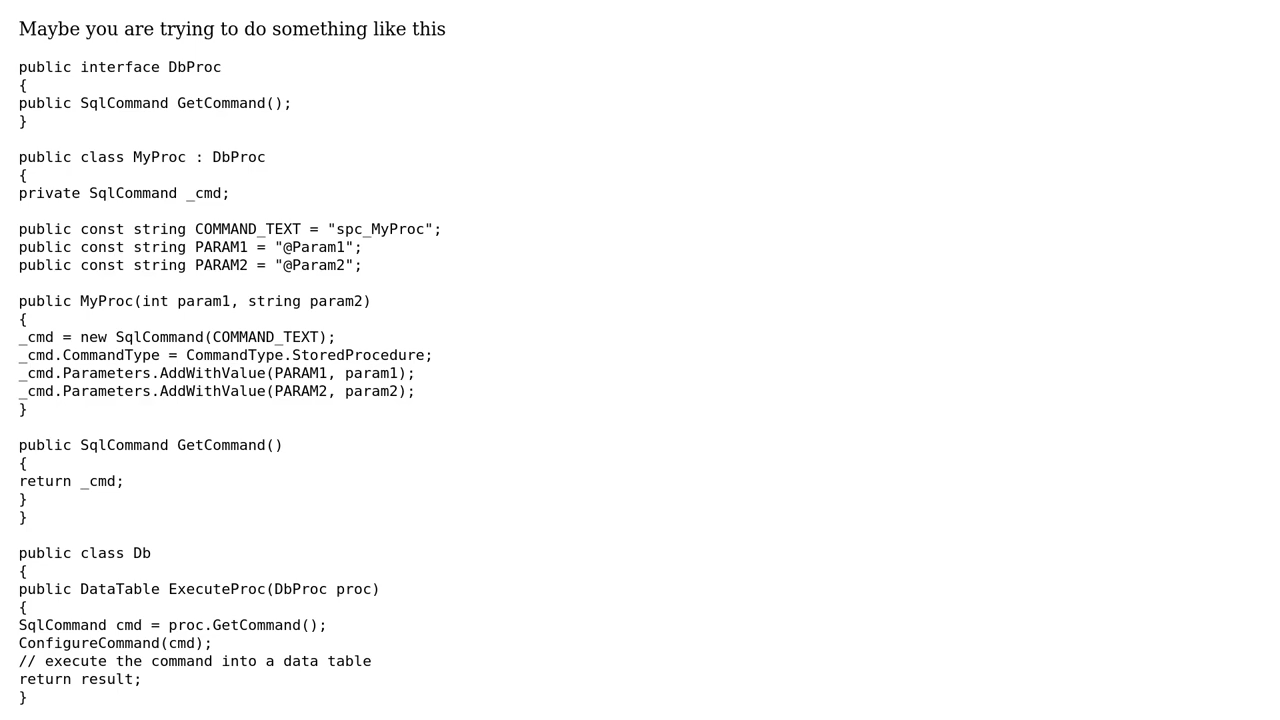 Maybe you are trying to do something like this
public interface DbProc
{
public SqlCommand GetCommand();
}
public class MyProc : DbProc
{
private SqlCommand _cmd;
public const string COMMAND_TEXT = "spc_MyProc";
public const string PARAM1 = "@Param1";
public const string PARAM2 = "@Param2";
public MyProc(int param1, string param2)
{
_cmd = new SqlCommand(COMMAND_TEXT);
_cmd.CommandType = CommandType.StoredProcedure;
_cmd.Parameters.AddWithValue(PARAM1, param1);
_cmd.Parameters.AddWithValue(PARAM2, param2);
}
public SqlCommand GetCommand()
{
return _cmd;
}
}
public class Db
{
public DataTable ExecuteProc(DbProc proc)
{
SqlCommand cmd = proc.GetCommand();
ConfigureCommand(cmd);
// execute the command into a data table
return result;
}